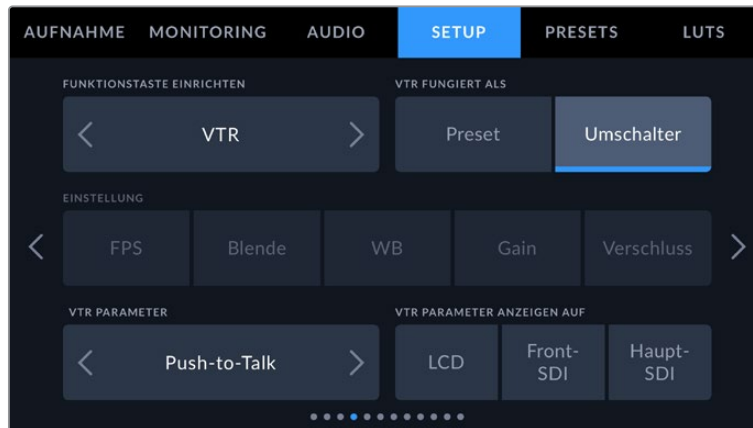 AUFNAHME MONITORING AUDIO SETUP PRESETS LUTS
FUNKTIONSTASTE EINRICHTEN VTR FUNGIERT ALS
VTR Preset Umschalter
EINSTELLUNG
FPS Blende WB Gain Verschluss
VTR PARAMETER VTR PARAMETER ANZEIGEN AUF
Push-to-Talk LCD Front-SDI Haupt-SDI